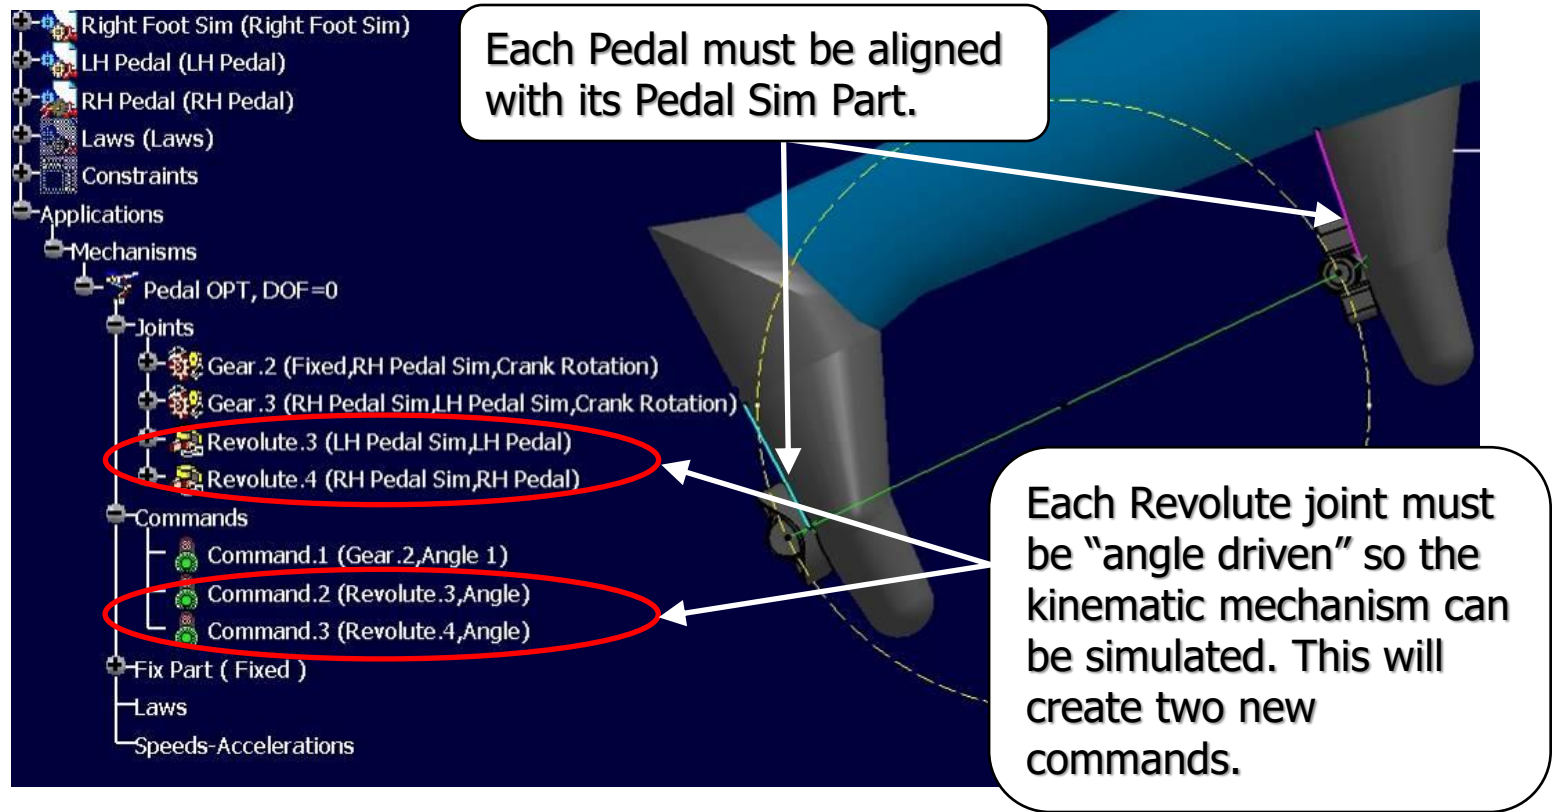 Right Foot Sim (Right Foot Sim)
LH Pedal (LH Pedal)
RH Pedal (RH Pedal)
Laws (Laws)
Constraints
Applications
Mechanisms
Pedal OPT, DOF=0
Joints
Gear.2 (Fixed,RH Pedal Sim,Crank Rotation)
Gear.3 (RH Pedal Sim,LH Pedal Sim,Crank Rotation)
Revolute.3 (LH Pedal Sim,LH Pedal)
Revolute.4 (RH Pedal Sim,RH Pedal)
Commands
Command.1 (Gear.2,Angle 1)
Command.2 (Revolute.3,Angle)
Command.3 (Revolute.4,Angle)
Fix Part ( Fixed )
Laws
Speeds-Accelerations
Each Pedal must be aligned
with its Pedal Sim Part.
Each Revolute joint must
be “angle driven” so the
kinematic mechanism can
be simulated. This will
create two new
commands.